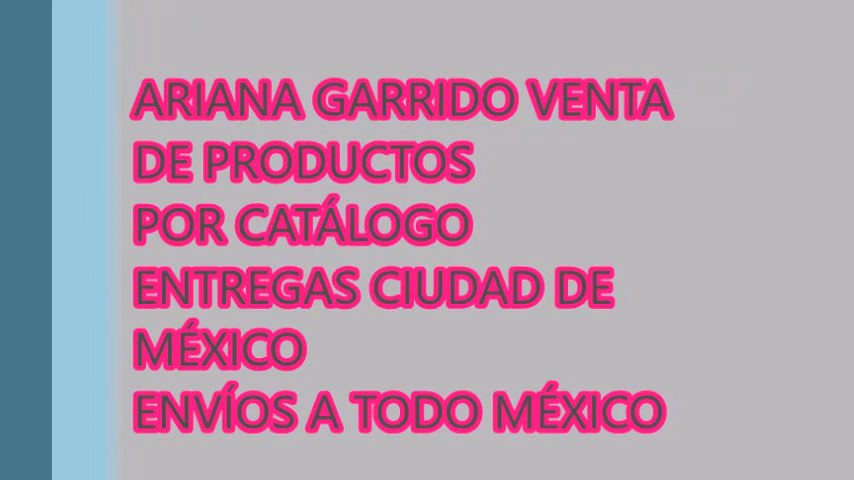 ARIANA GARRIDO VENTA
DE PRODUCTOS
POR CATÁLOGO
ENTREGAS CIUDAD DE
MÉXICO
ENVÍOS A TODO MÉXICO